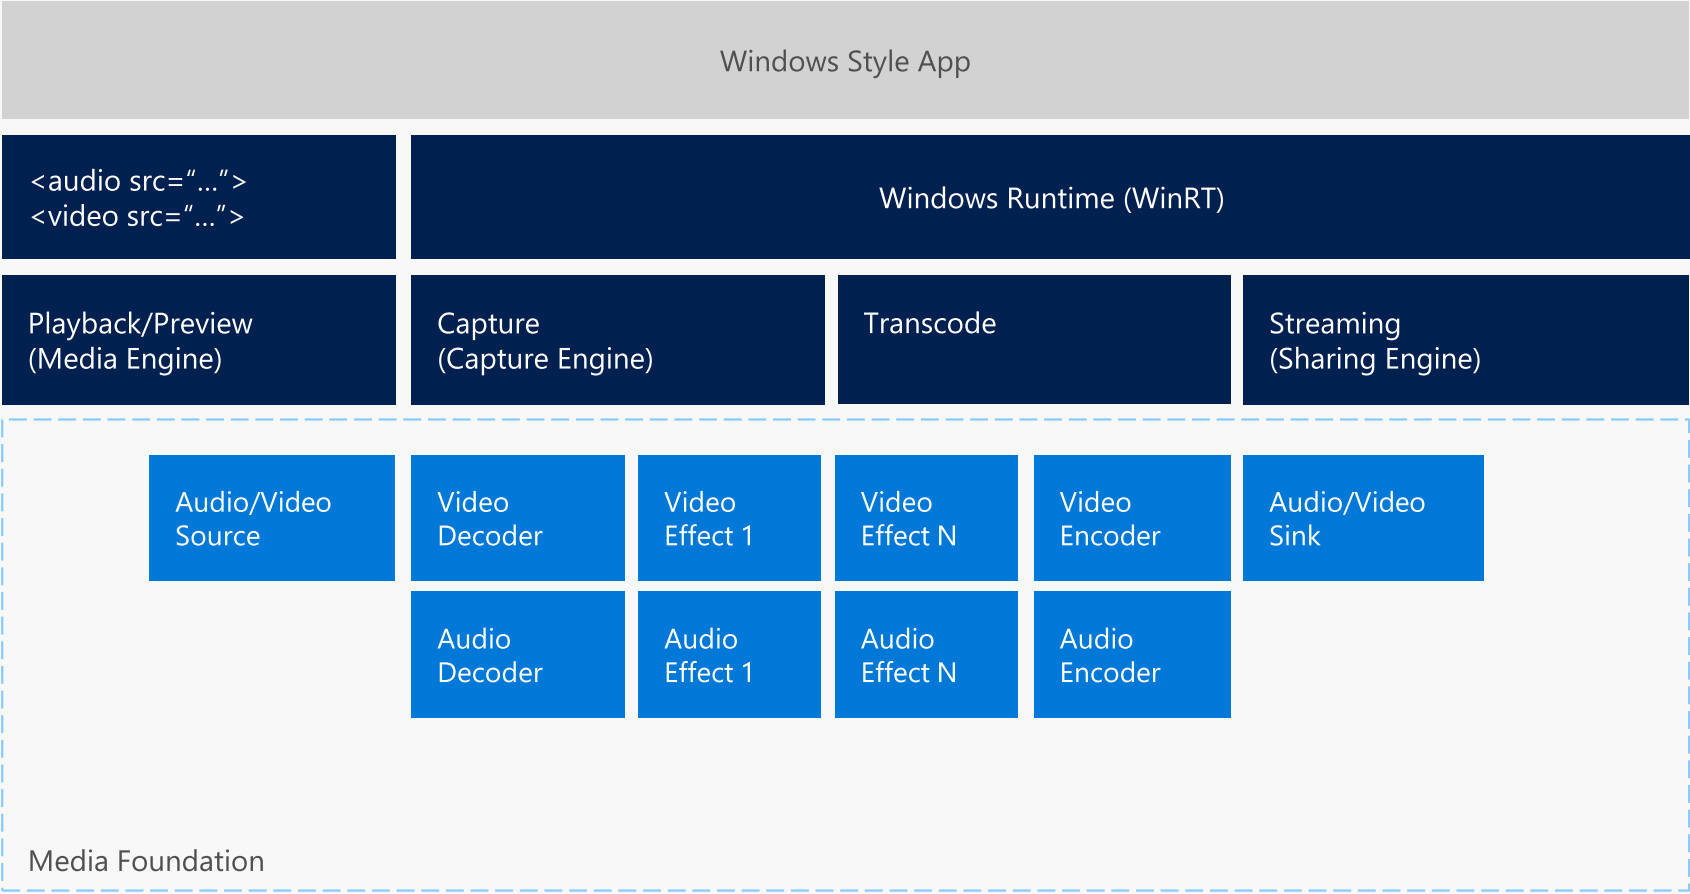 Windows Style App
<audio src=“...”>
<video src=“...”>
Windows Runtime (WinRT)
Playback/Preview
(Media Engine)
Capture
(Capture Engine)
Transcode
Streaming
(Sharing Engine)
Audio/Video
Source
Video
Decoder
Video
Effect 1
Video
Effect N
Video
Encoder
Audio/Video
Sink
Audio
Decoder
Audio
Effect 1
Audio
Effect N
Audio
Encoder
Media Foundation